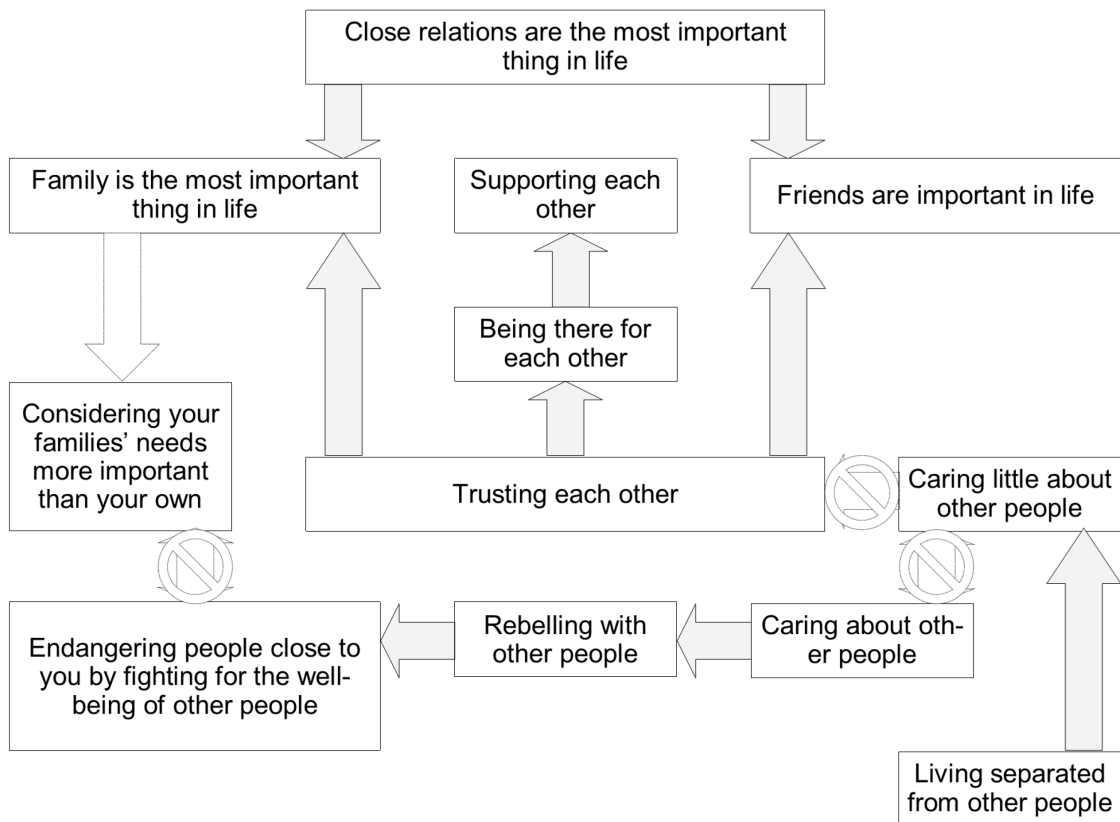 Close relations are the most important
thing in life
Family is the most important
thing in life
Supporting each
other
Friends are important in life
Being there for
each other
Considering your
families’ needs
more important
than your own
Trusting each other
Caring little about
other people
Endangering people close to
you by fighting for the well-
being of other people
Rebelling with
other people
Caring about oth-
er people
Living separated
from other people